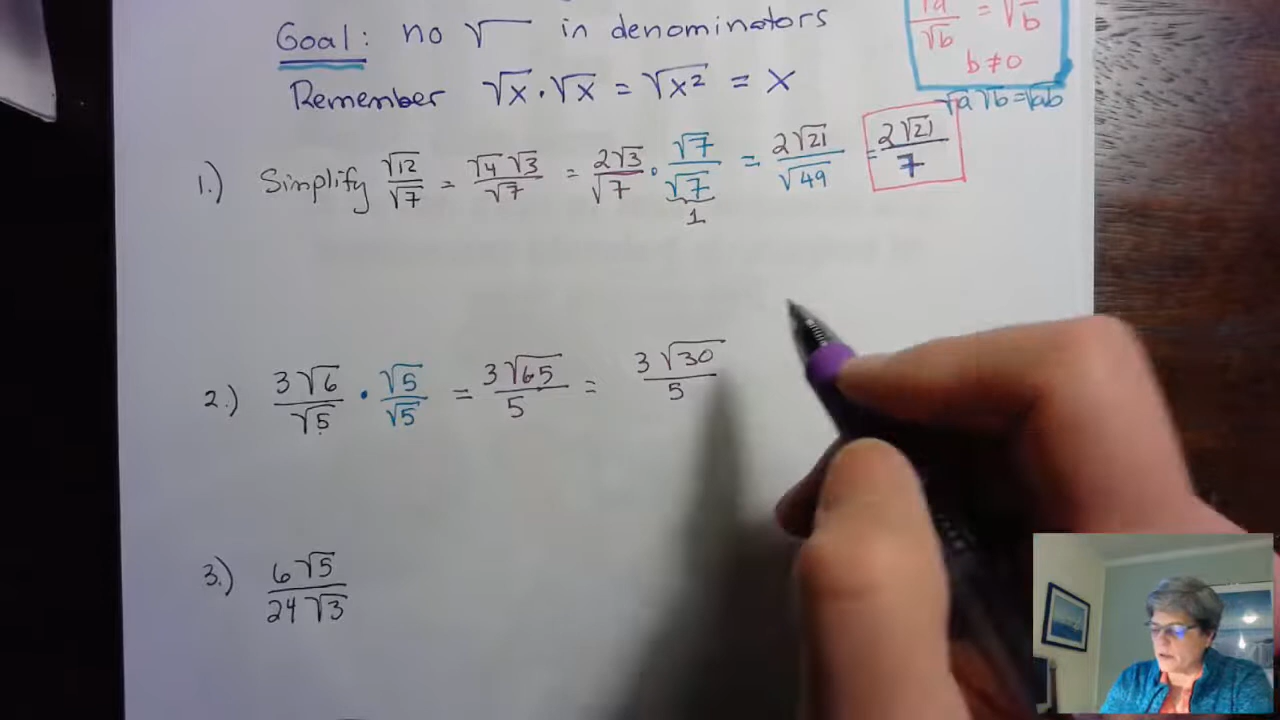 Goal: no √ in denominators
√a/√b = √a/b
b ≠ 0
Remember √x · √x = √x² = x
√a √b = √ab
1.) Simplify √12/√7 = √4 √3/√7 = 2√3/√7 · √7/√7 = 2√21/√49 = 2√21/7
1
2.) 3√6/√5 · √5/√5 = 3√65/5 = 3√30/5
3.) 6√5/24√3